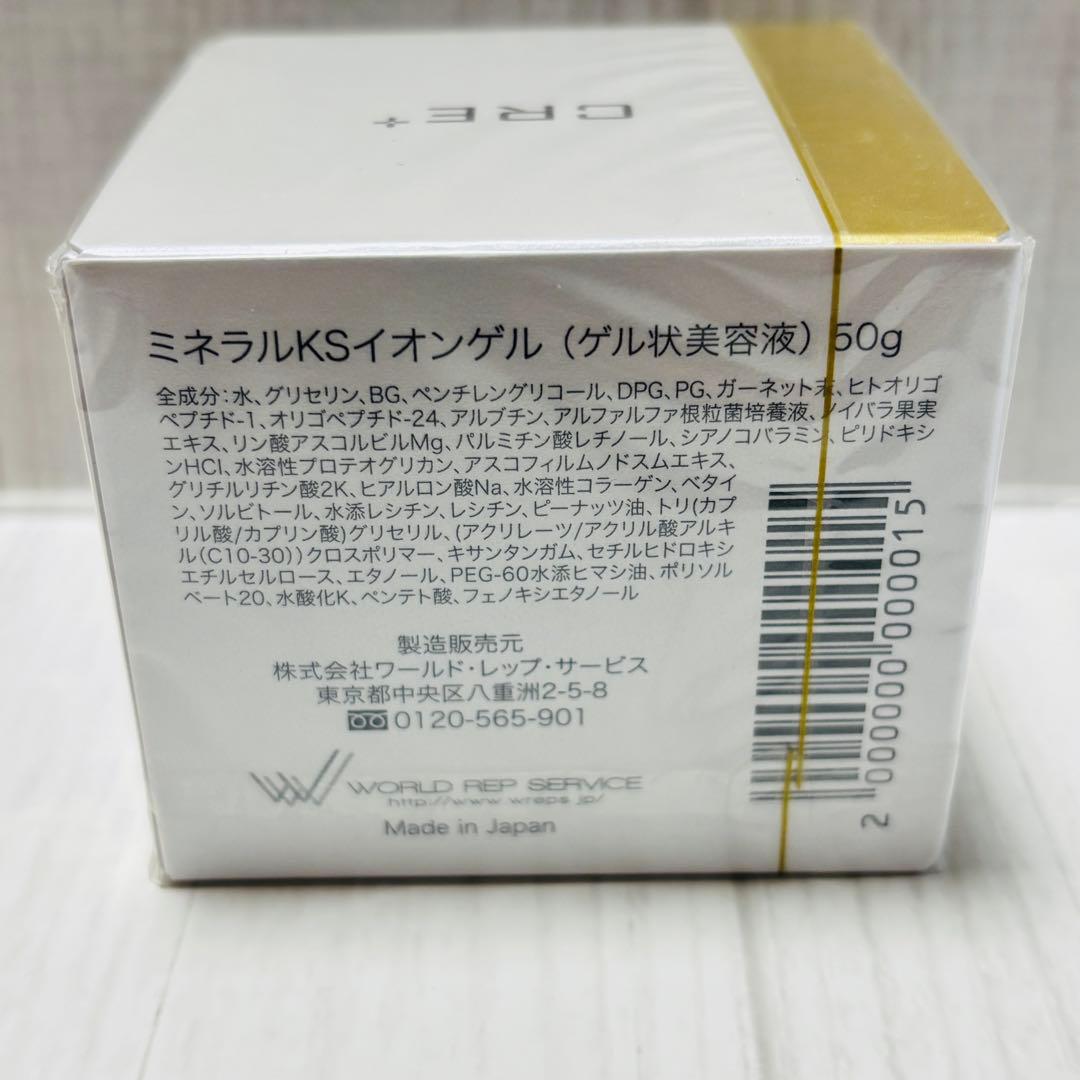 CRE+
ミネラルKSイオンゲル（ゲル状美容液）50g
全成分：水、グリセリン、BG、ペンチレングリコール、DPG、PG、ガーネット末、ヒトオリゴ
ペプチド-1、オリゴペプチド-24、アルブチン、アルファルファ根粒菌培養液、ノイバラ果実
エキス、リン酸アスコルビルMg、パルミチン酸レチノール、シアノコバラミン、ピリドキシ
ンHCl、水溶性プロテオグリカン、アスコフィルムノドスムエキス、
グリチルリチン酸2K、ヒアルロン酸Na、水溶性コラーゲン、ベタイ
ン、ソルビトール、水添レシチン、レシチン、ピーナッツ油、トリ(カプ
リル酸/カプリン酸)グリセリル、(アクリレーツ/アクリル酸アルキ
ル(C10-30))クロスポリマー、キサンタンガム、セチルヒドロキシ
エチルセルロース、エタノール、PEG-60水添ヒマシ油、ポリソル
ベート20、水酸化K、ペンテト酸、フェノキシエタノール
製造販売元
株式会社ワールド・レップ・サービス
東京都中央区八重洲2-5-8
0120-565-901
WORLD REP SERVICE
http://www.wreps.jp/
Made in Japan
2 000000 000015